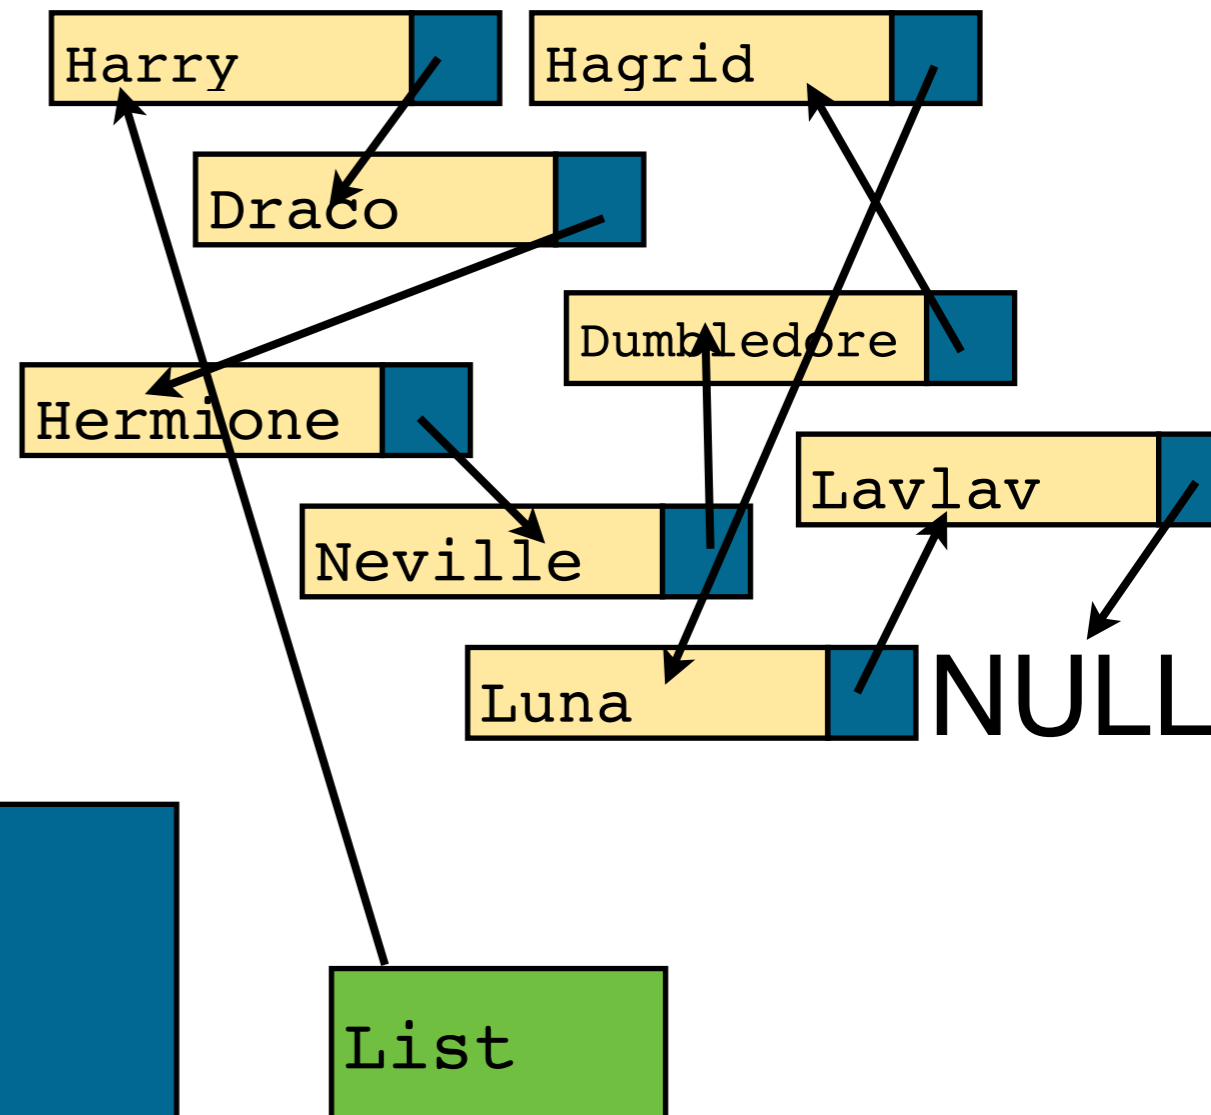 Harry
Hagrid
Draco
Dumbledore
Hermione
Lavlav
Neville
Luna
NULL
List